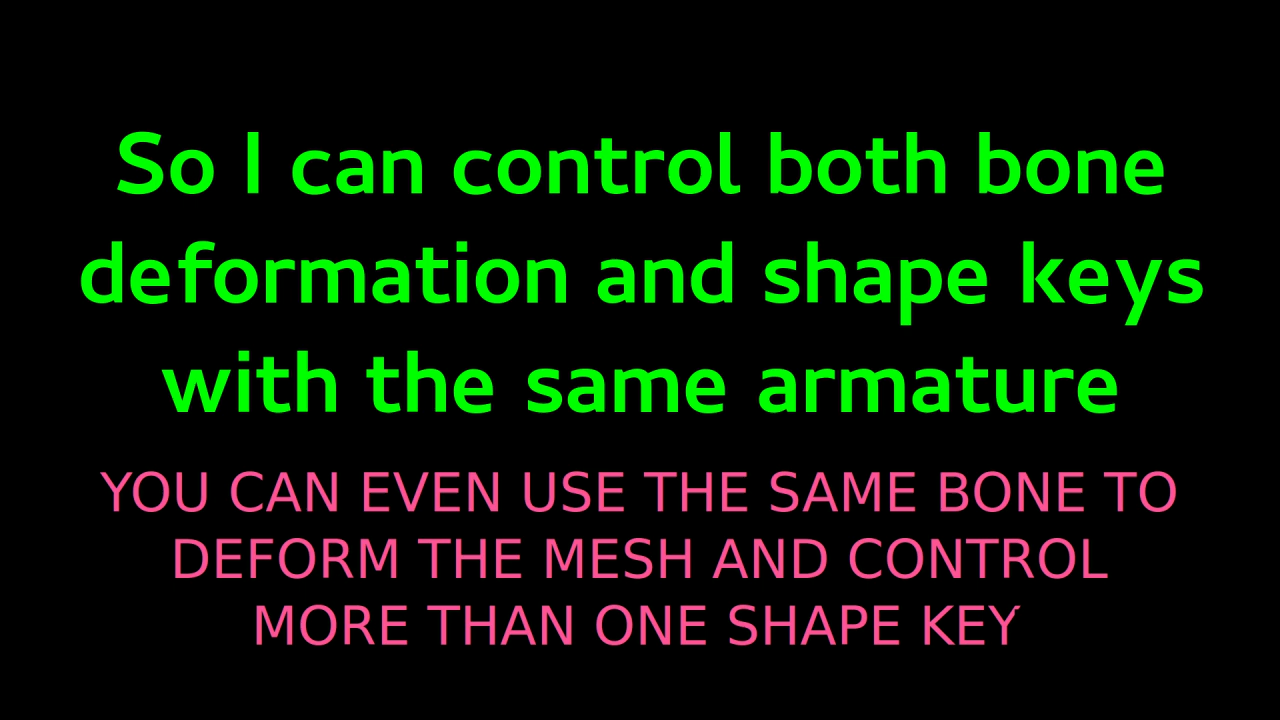 So I can control both bone
deformation and shape keys
with the same armature
YOU CAN EVEN USE THE SAME BONE TO
DEFORM THE MESH AND CONTROL
MORE THAN ONE SHAPE KEY